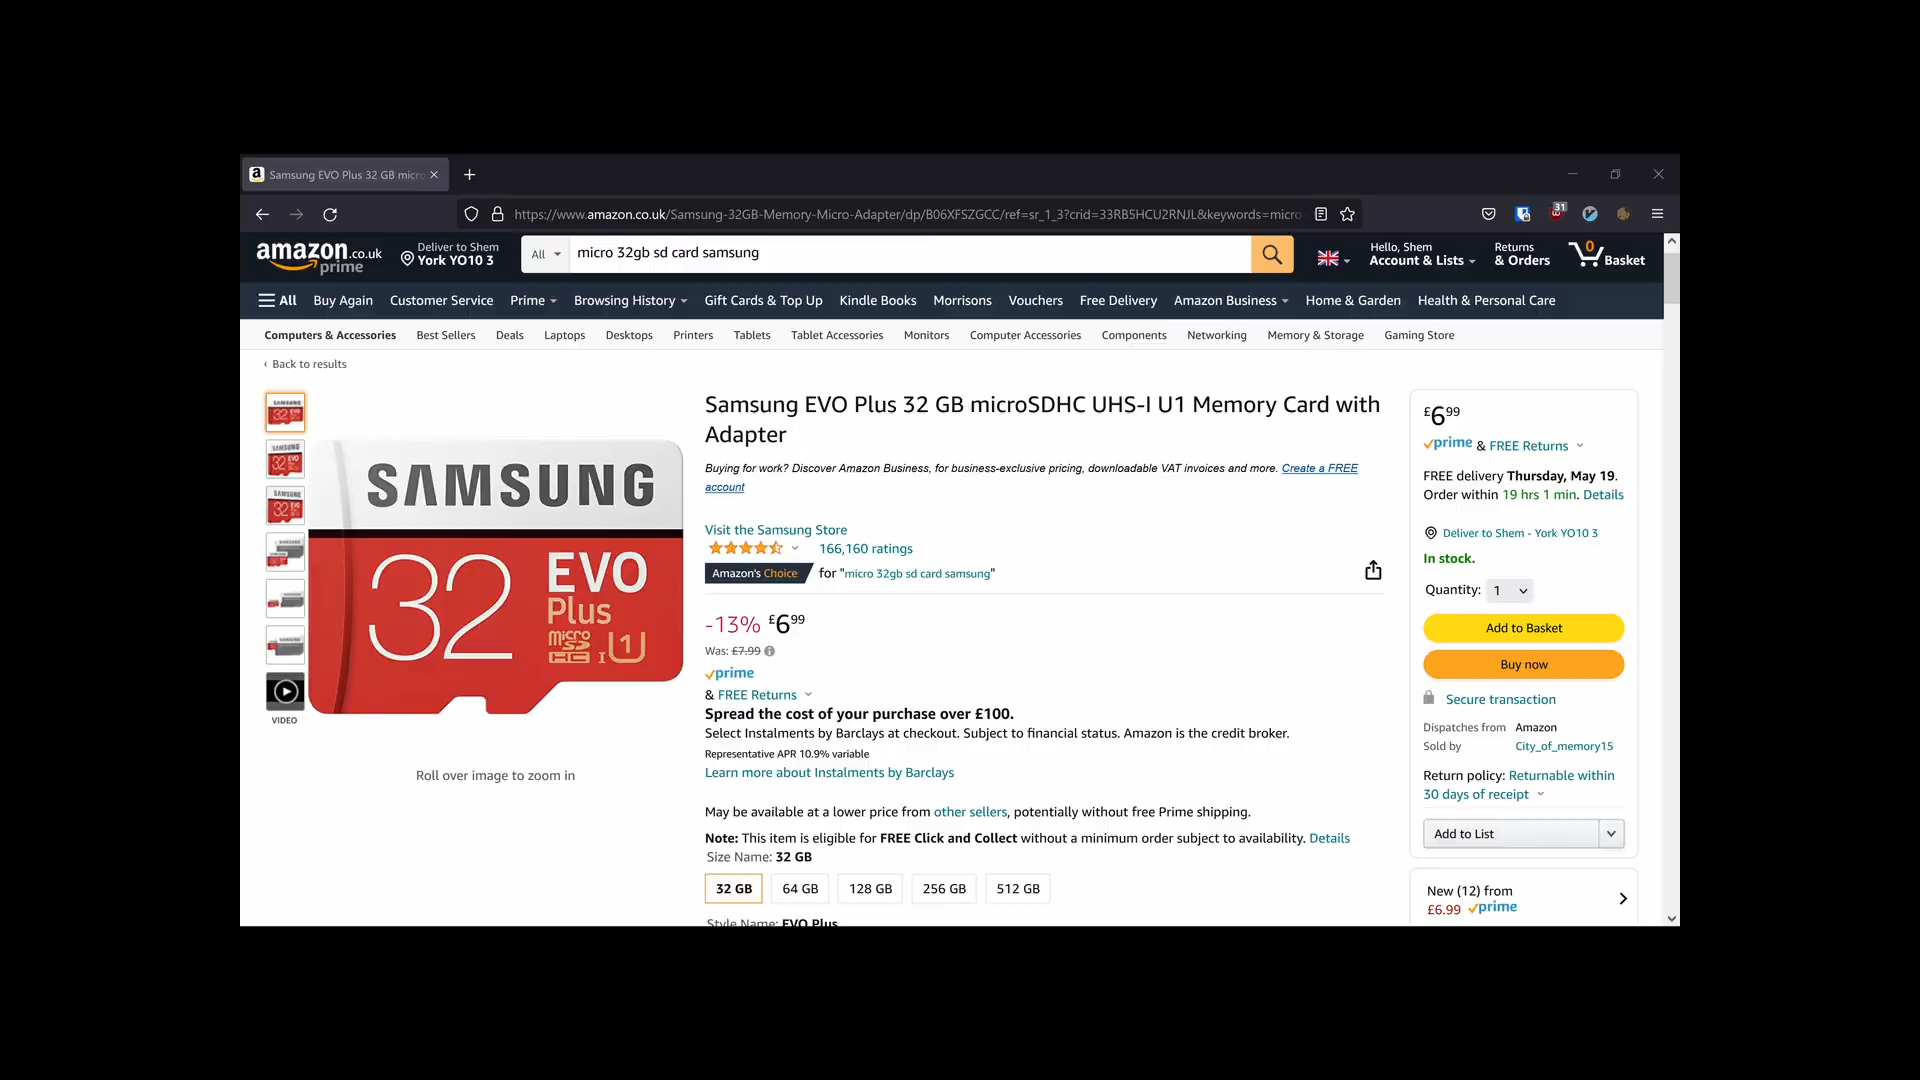 Samsung EVO Plus 32 GB micro
https://www.amazon.co.uk/Samsung-32GB-Memory-Micro-Adapter/dp/B06XFSZGCC/ref=sr_1_3?crid=33RB5HCU2RNJL&keywords=micro
31
amazon.co.uk
prime
Deliver to Shem
York YO10 3
All
micro 32gb sd card samsung
Hello, Shem
Account & Lists
Returns
& Orders
0
Basket
All Buy Again Customer Service Prime Browsing History Gift Cards & Top Up Kindle Books Morrisons Vouchers Free Delivery Amazon Business Home & Garden Health & Personal Care
Computers & Accessories Best Sellers Deals Laptops Desktops Printers Tablets Tablet Accessories Monitors Computer Accessories Components Networking Memory & Storage Gaming Store
‹ Back to results
SAMSUNG
32
EVO
Plus
micro
SD
HC I U1
VIDEO
Roll over image to zoom in
Samsung EVO Plus 32 GB microSDHC UHS-I U1 Memory Card with
Adapter
Buying for work? Discover Amazon Business, for business-exclusive pricing, downloadable VAT invoices and more. Create a FREE
account
Visit the Samsung Store
166,160 ratings
Amazon's Choice for "micro 32gb sd card samsung"
-13% £699
Was: £7.99
prime
& FREE Returns
Spread the cost of your purchase over £100.
Select Instalments by Barclays at checkout. Subject to financial status. Amazon is the credit broker.
Representative APR 10.9% variable
Learn more about Instalments by Barclays
May be available at a lower price from other sellers, potentially without free Prime shipping.
Note: This item is eligible for FREE Click and Collect without a minimum order subject to availability. Details
Size Name: 32 GB
32 GB 64 GB 128 GB 256 GB 512 GB
Style Name: EVO Plus
£699
prime & FREE Returns
FREE delivery Thursday, May 19.
Order within 19 hrs 1 min. Details
Deliver to Shem - York YO10 3
In stock.
Quantity: 1
Add to Basket
Buy now
Secure transaction
Dispatches from Amazon
Sold by City_of_memory15
Return policy: Returnable within
30 days of receipt
Add to List
New (12) from
£6.99 prime